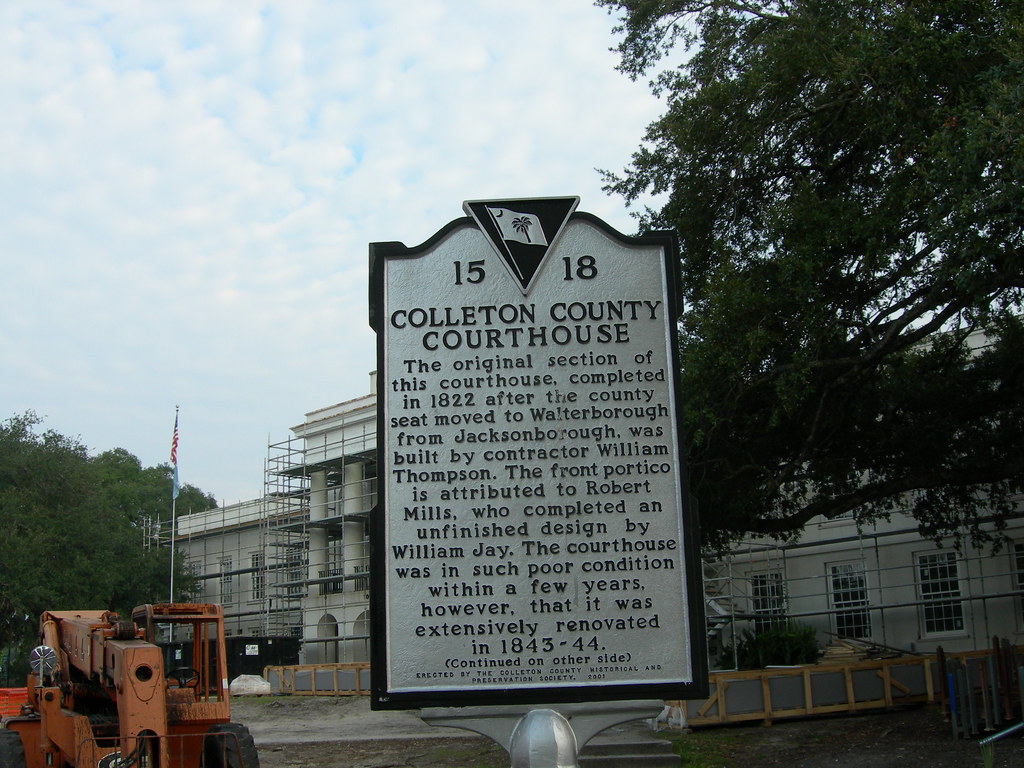 15 18
COLLETON COUNTY
COURTHOUSE
The original section of
this courthouse, completed
in 1822 after the county
seat moved to Walterborough
from Jacksonborough, was
built by contractor William
Thompson. The front portico
is attributed to Robert
Mills, who completed an
unfinished design by
William Jay. The courthouse
was in such poor condition
within a few years,
however, that it was
extensively renovated
in 1843-44.
(Continued on other side)
ERECTED BY THE COLLETON COUNTY HISTORICAL AND
PRESERVATION SOCIETY, 2001